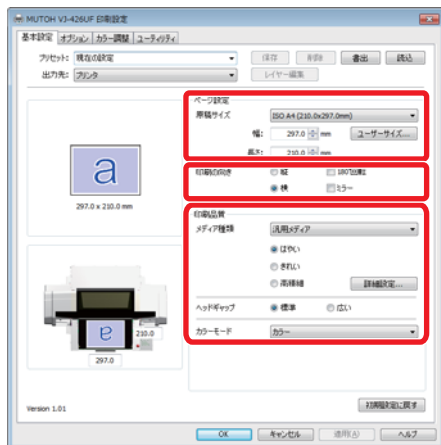 MUTOH VJ-426UF 印刷設定
基本設定 オプション カラー調整 ユーティリティ
プリセット: 現在の設定 保存 削除 書出 読込
出力先: プリンタ レイヤー編集
ページ設定
原稿サイズ ISO A4 (210.0x297.0mm)
幅: 297.0 mm ユーザーサイズ...
長さ: 210.0 mm
印刷の向き 縦 180°回転
横 ミラー
a
297.0 x 210.0 mm
印刷品質
メディア種類 汎用メディア
はやい
きれい
高精細 詳細設定...
ヘッドギャップ 標準 広い
カラーモード カラー
a
210.0
297.0
Version 1.01 初期設定に戻す
OK キャンセル 適用(A) ヘルプ